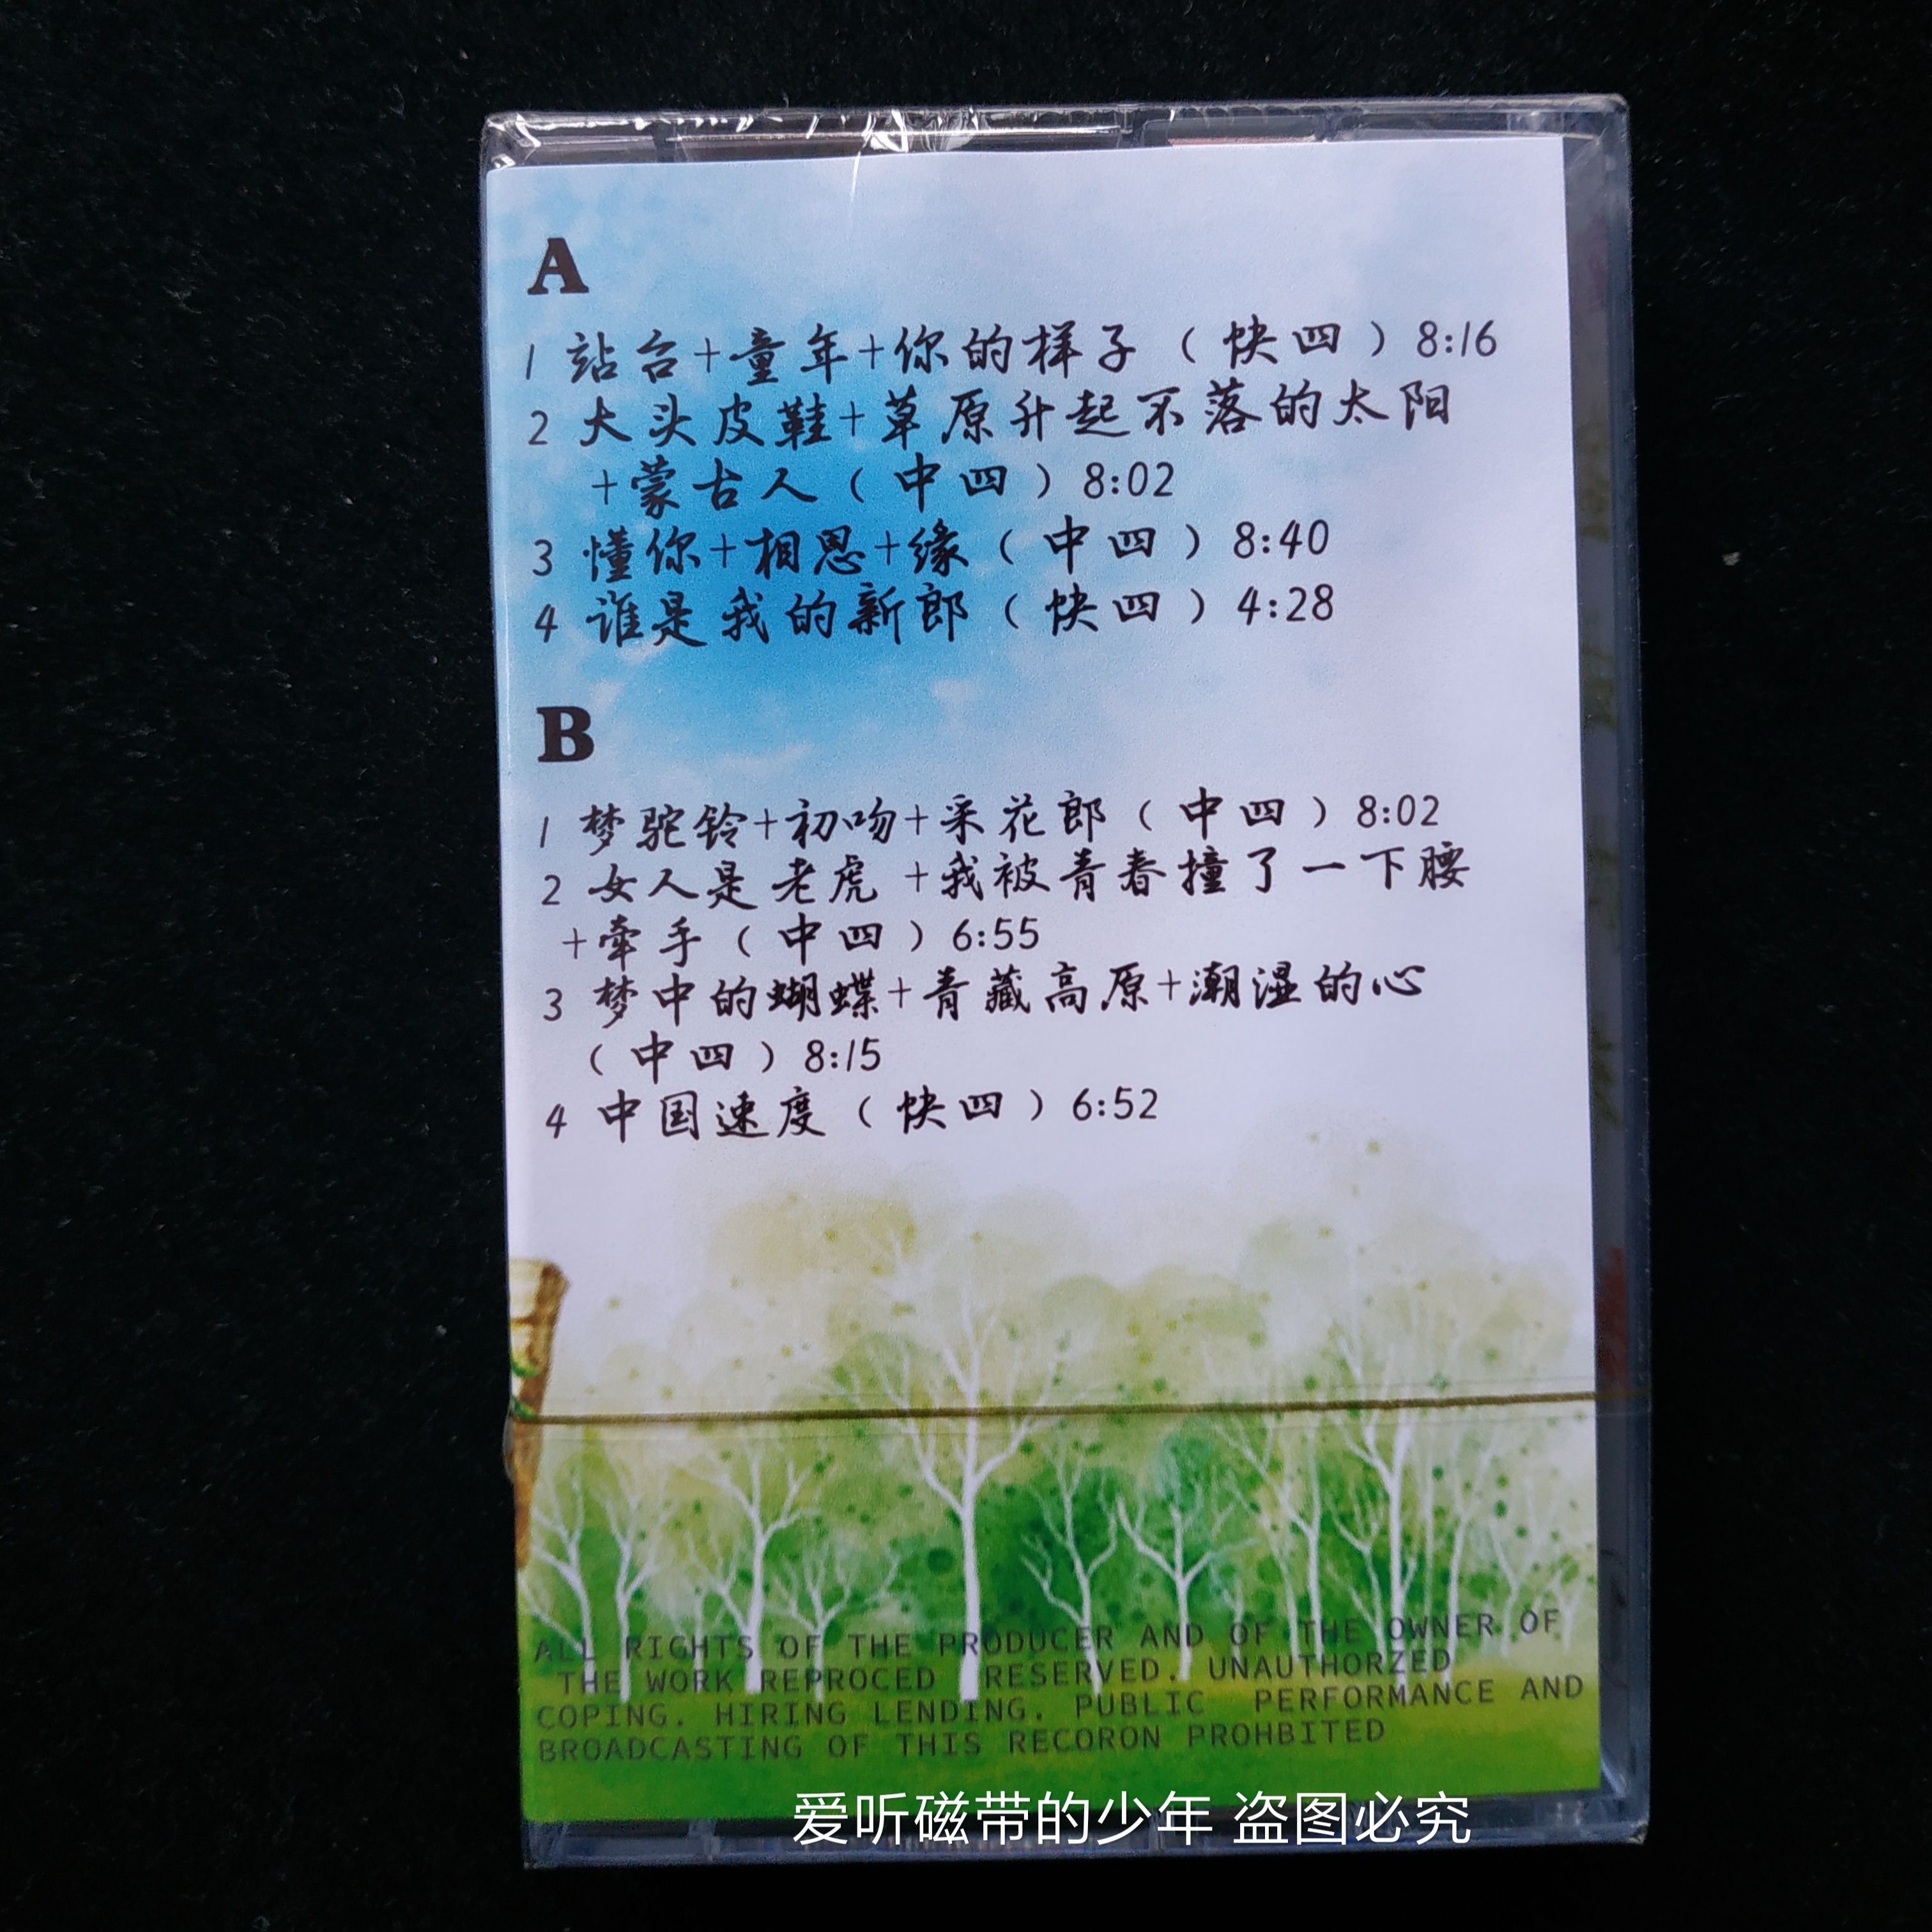 A
1 站台+童年+你的样子（快四）8:16
2 大头皮鞋+草原升起不落的太阳
+蒙古人（中四）8:02
3 懂你+相思+缘（中四）8:40
4 谁是我的新郎（快四）4:28
B
1 梦驼铃+初吻+采花郎（中四）8:02
2 女人是老虎 +我被青春撞了一下腰
+牵手（中四）6:55
3 梦中的蝴蝶+青藏高原+潮湿的心
（中四）8:15
4 中国速度（快四）6:52
ALL RIGHTS OF THE PRODUCER AND OF THE OWNER OF
THE WORK REPROCED RESERVED. UNAUTHORZED
COPING. HIRING LENDING. PUBLIC PERFORMANCE AND
BROADCASTING OF THIS RECORON PROHBITED
爱听磁带的少年 盗图必究